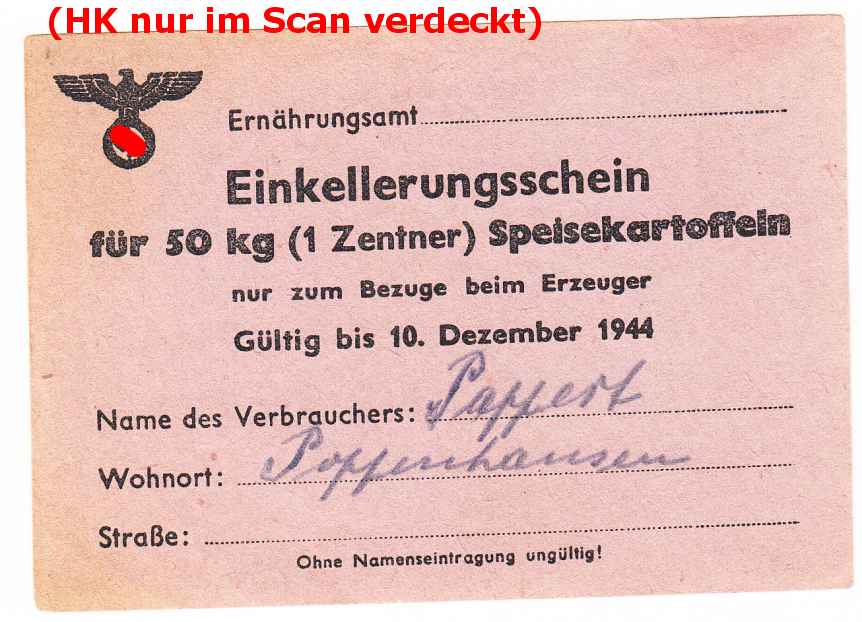 (HK nur im Scan verdeckt)
Ernährungsamt
Einkellerungsschein
für 50 kg (1 Zentner) Speisekartoffeln
nur zum Bezuge beim Erzeuger
Gültig bis 10. Dezember 1944
Name des Verbrauchers: Pappert
Wohnort: Poppenhausen
Straße:
Ohne Namenseintragung ungültig!